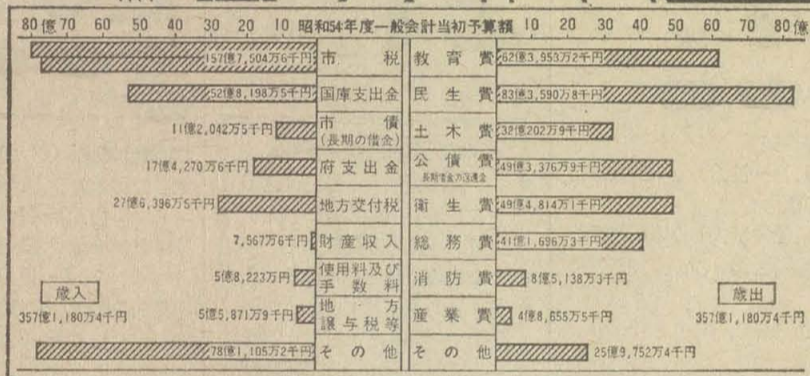 昭和54年度一般会計当初予算額
80億 70 60 50 40 30 20 10
10 20 30 40 50 60 70 80億
157億7,504万6千円 市税 教育費 62億3,953万2千円
52億8,198万5千円 国庫支出金 民生費 83億3,590万8千円
11億2,042万5千円 市債(長期の借金) 土木費 32億202万9千円
17億4,270万6千円 府支出金 公債費 49億3,376万9千円
27億6,396万5千円 地方交付税 衛生費 49億4,814万1千円
7,567万6千円 財産収入 総務費 41億1,696万3千円
5億8,223万円 使用料及び手数料 消防費 8億5,138万3千円
5億5,871万9千円 地方譲与税等 産業費 4億8,655万5千円
78億1,105万2千円 その他 その他 25億9,752万4千円
歳入
357億1,180万4千円
歳出
357億1,180万4千円